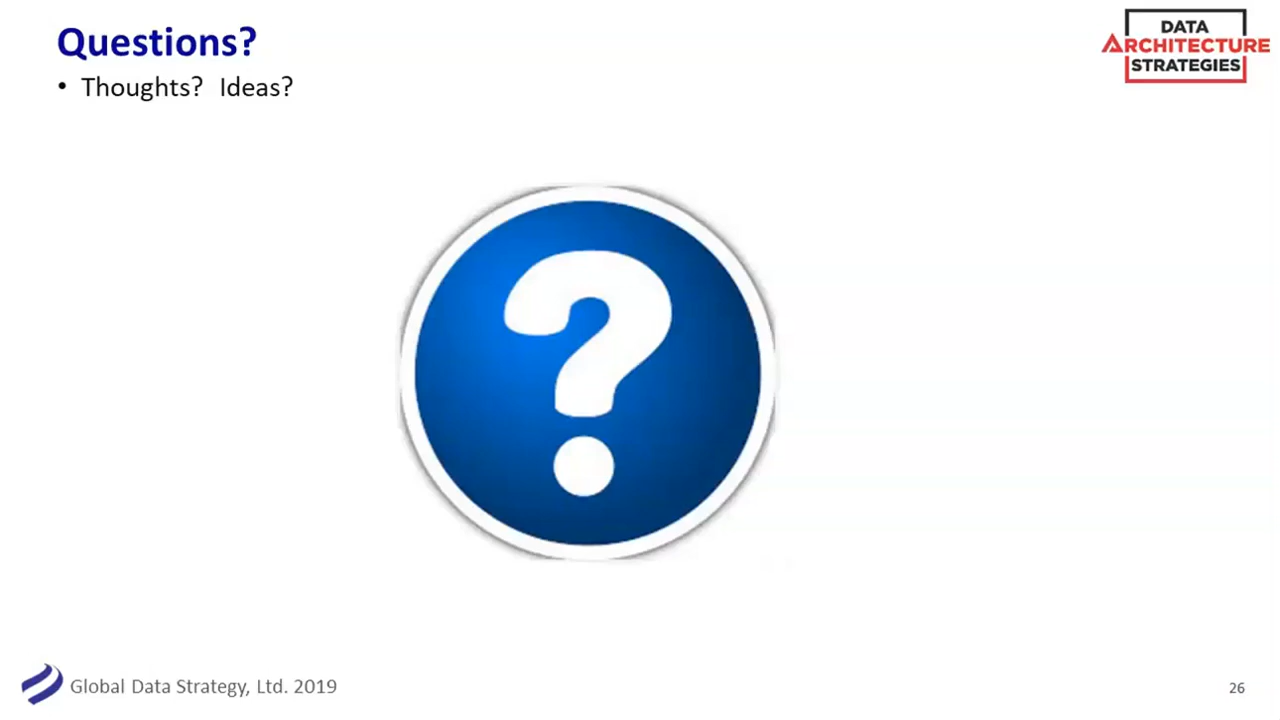 Questions?
DATA
ARCHITECTURE
STRATEGIES
• Thoughts? Ideas?
?
Global Data Strategy, Ltd. 2019
26